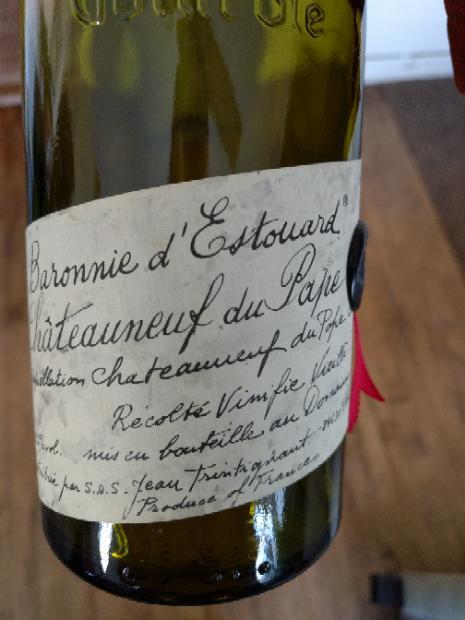 Contrôlée
Baronnie d'Estouard®
Châteauneuf du Pape
Appellation Chateauneuf du Pape
Récolté Vinifié Vieilli
mis en bouteille au Domaine
par S.D.S. Jean Trintignant
Produce of France